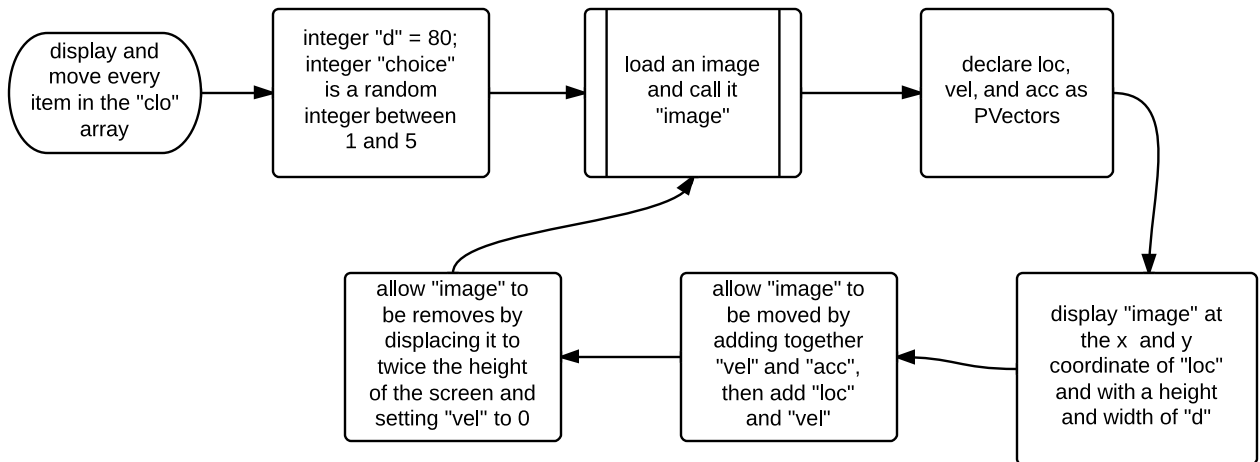 display and
move every
item in the "clo"
array
integer "d" = 80;
integer "choice"
is a random
integer between
1 and 5
load an image
and call it
"image"
declare loc,
vel, and acc as
PVectors
display "image" at
the x  and y
coordinate of "loc"
and with a height
and width of "d"
allow "image" to
be moved by
adding together
"vel" and "acc",
then add "loc"
and "vel"
allow "image" to
be removes by
displacing it to
twice the height
of the screen and
setting "vel" to 0